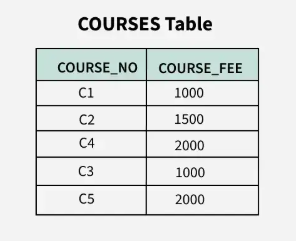 COURSES Table
COURSE_NO COURSE_FEE
C1 1000
C2 1500
C4 2000
C3 1000
C5 2000